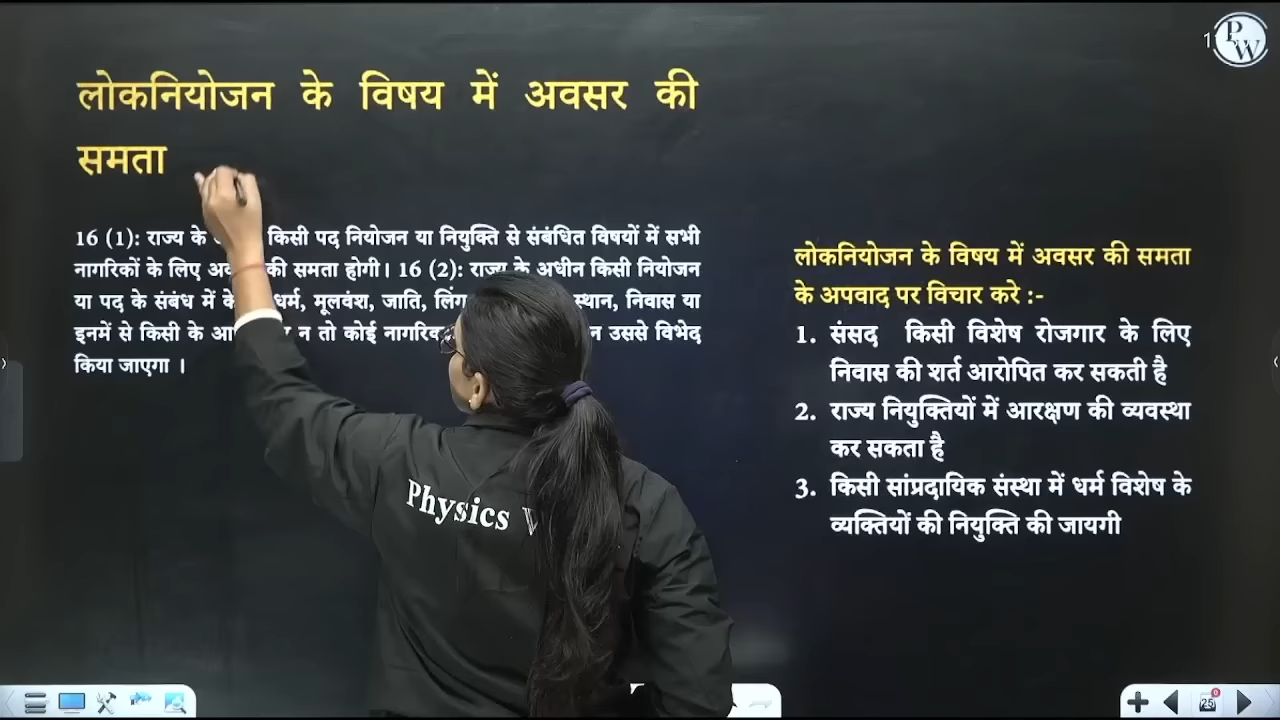 लोकनियोजन के विषय में अवसर की
समता
16 (1): राज्य के किसी पद नियोजन या नियुक्ति से संबंधित विषयों में सभी
नागरिकों के लिए की समता होगी। 16 (2): राज्य के अधीन किसी नियोजन
या पद के संबंध में धर्म, मूलवंश, जाति, निवास या
इनमें से किसी के न तो कोई उससे विभेद
किया जाएगा ।
लोकनियोजन के विषय में अवसर की समता
के अपवाद पर विचार करे :-
1. संसद किसी विशेष रोजगार के लिए
निवास की शर्त आरोपित कर सकती है
2. राज्य नियुक्तियों में आरक्षण की व्यवस्था
कर सकता है
3. किसी सांप्रदायिक संस्था में धर्म विशेष के
व्यक्तियों की नियुक्ति की जायगी
Physics
PW
25